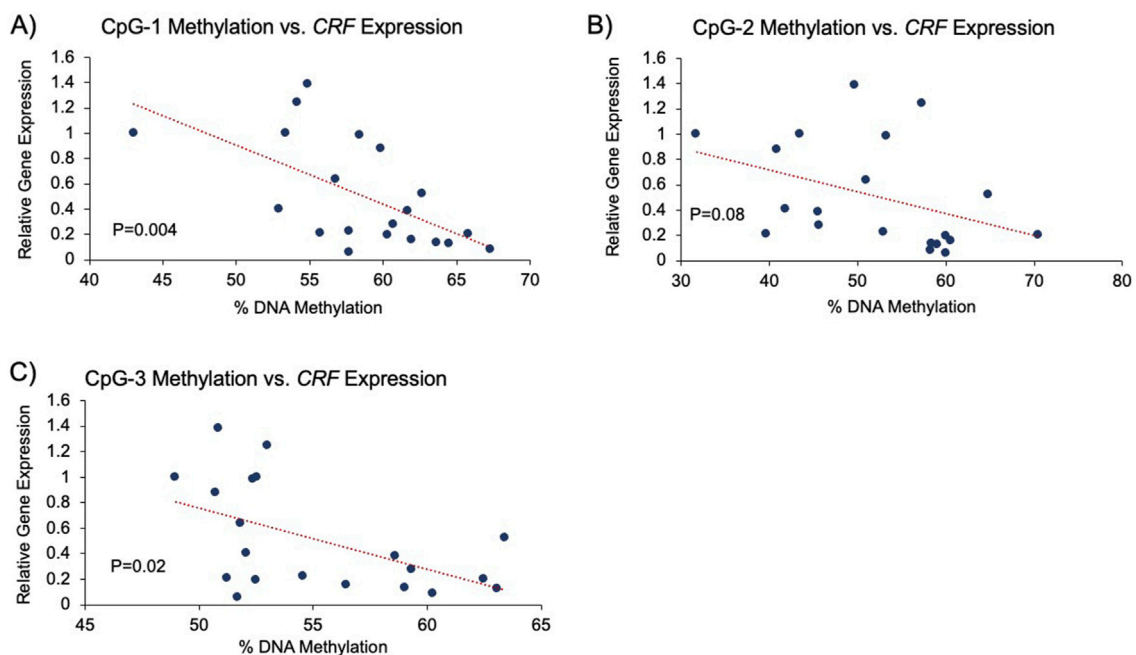 A)
CpG-1 Methylation vs. CRF Expression
Relative Gene Expression
1.6
1.4
1.2
1
0.8
0.6
0.4
0.2
0
P=0.004
40 45 50 55 60 65 70
% DNA Methylation
B)
CpG-2 Methylation vs. CRF Expression
Relative Gene Expression
1.6
1.4
1.2
1
0.8
0.6
0.4
0.2
0
P=0.08
30 40 50 60 70 80
% DNA Methylation
C)
CpG-3 Methylation vs. CRF Expression
Relative Gene Expression
1.6
1.4
1.2
1
0.8
0.6
0.4
0.2
0
P=0.02
45 50 55 60 65
% DNA Methylation